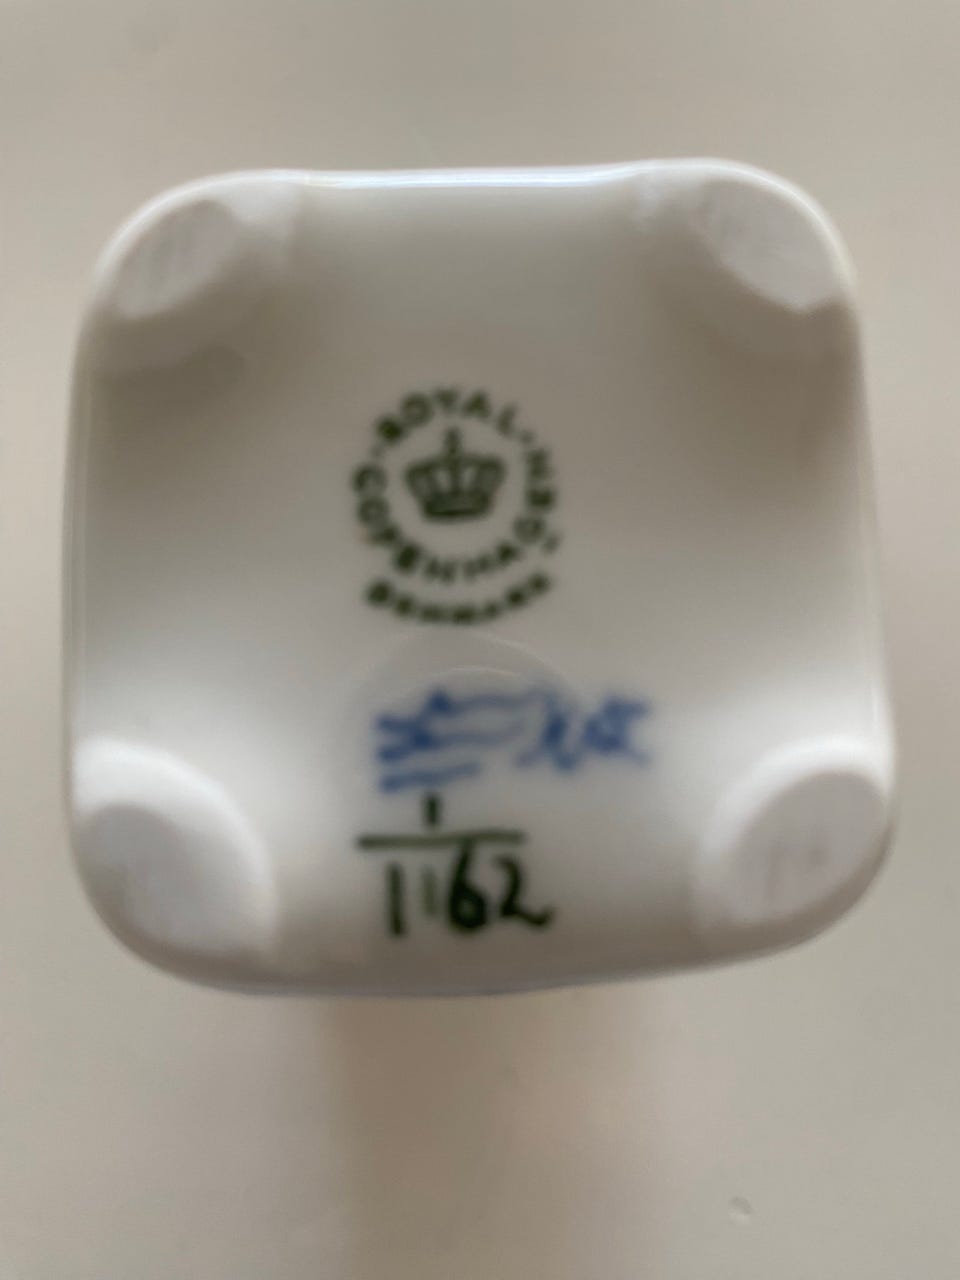 ROYAL
COPENHAGEN
DENMARK
1
1162